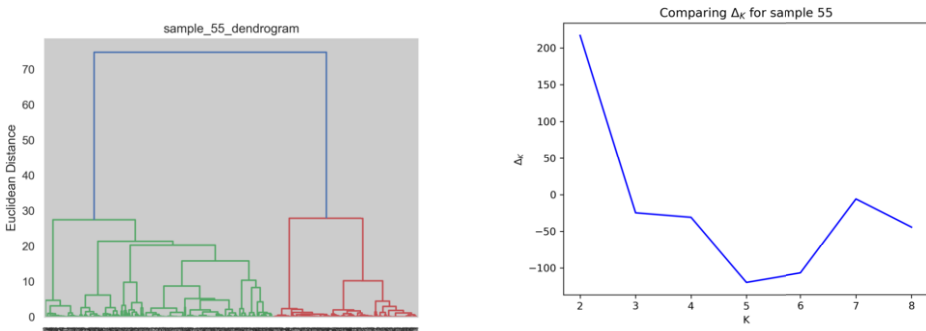 sample_55_dendrogram
Euclidean Distance
70
60
50
40
30
20
10
0
Comparing Δ_K for sample 55
Δ_K
200
150
100
50
0
−50
−100
2 3 4 5 6 7 8
K